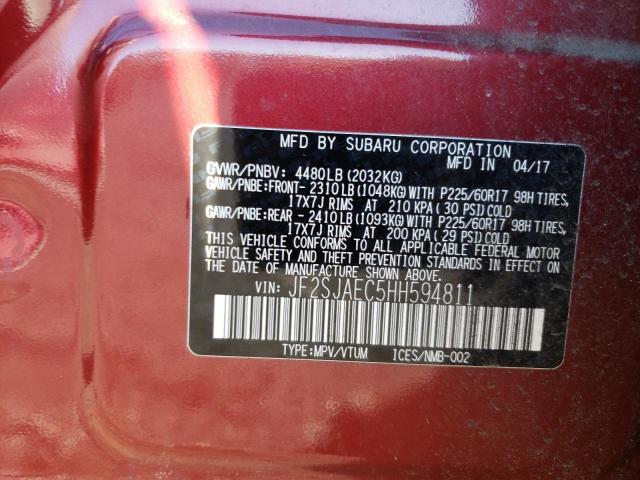 MFD BY SUBARU CORPORATION
MFD IN 04/17
GVWR/PNBV: 4480LB (2032KG)
GAWR/PNBE:FRONT- 2310LB (1048KG) WITH P225/60R17 98H TIRES,
17X7J RIMS AT 210 KPA ( 30 PSI) COLD
GAWR/PNBE:REAR - 2410LB (1093KG) WITH P225/60R17 98H TIRES,
17X7J RIMS AT 200 KPA ( 29 PSI) COLD
THIS VEHICLE CONFORMS TO ALL APPLICABLE FEDERAL MOTOR
VEHICLE SAFETY AND THEFT PREVENTION STANDARDS IN EFFECT ON
THE DATE OF MANUFACTURE SHOWN ABOVE.
VIN: JF2SJAEC5HH594811
TYPE:MPV/VTUM ICES/NMB-002